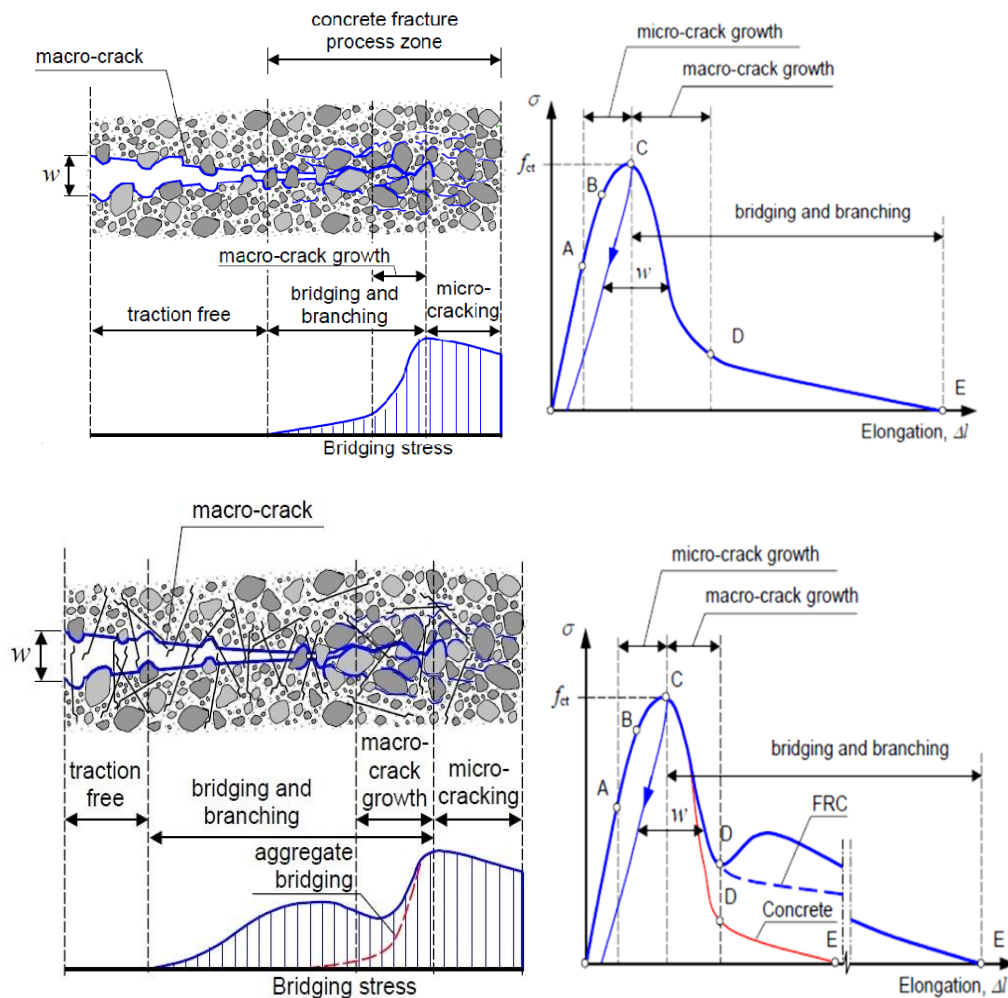 concrete fracture
process zone
macro-crack
w
macro-crack growth
bridging and
branching
micro-
cracking
traction free
Bridging stress
micro-crack growth
macro-crack growth
σ
C
fct
B
bridging and branching
A
w
D
E
Elongation, Δl
macro-crack
w
traction
free
bridging and
branching
macro-
crack
growth
micro-
cracking
aggregate
bridging
Bridging stress
micro-crack growth
macro-crack growth
σ
C
fct
B
bridging and branching
A
w
D
FRC
D
Concrete
E
E
Elongation, Δl